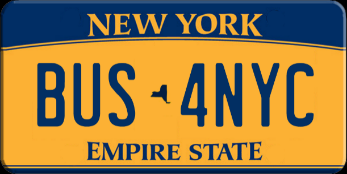 NEW YORK
BUS 4NYC
EMPIRE STATE